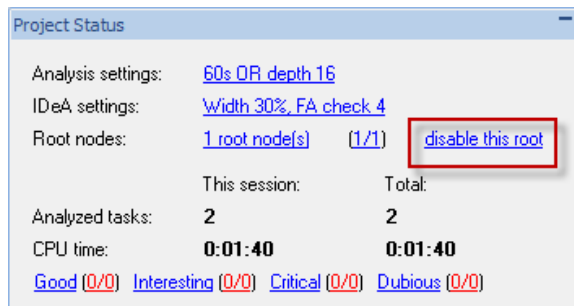 Project Status
Analysis settings: 60s OR depth 16
IDeA settings: Width 30%, FA check 4
Root nodes: 1 root node(s) (1/1) disable this root
This session: Total:
Analyzed tasks: 2 2
CPU time: 0:01:40 0:01:40
Good (0/0) Interesting (0/0) Critical (0/0) Dubious (0/0)